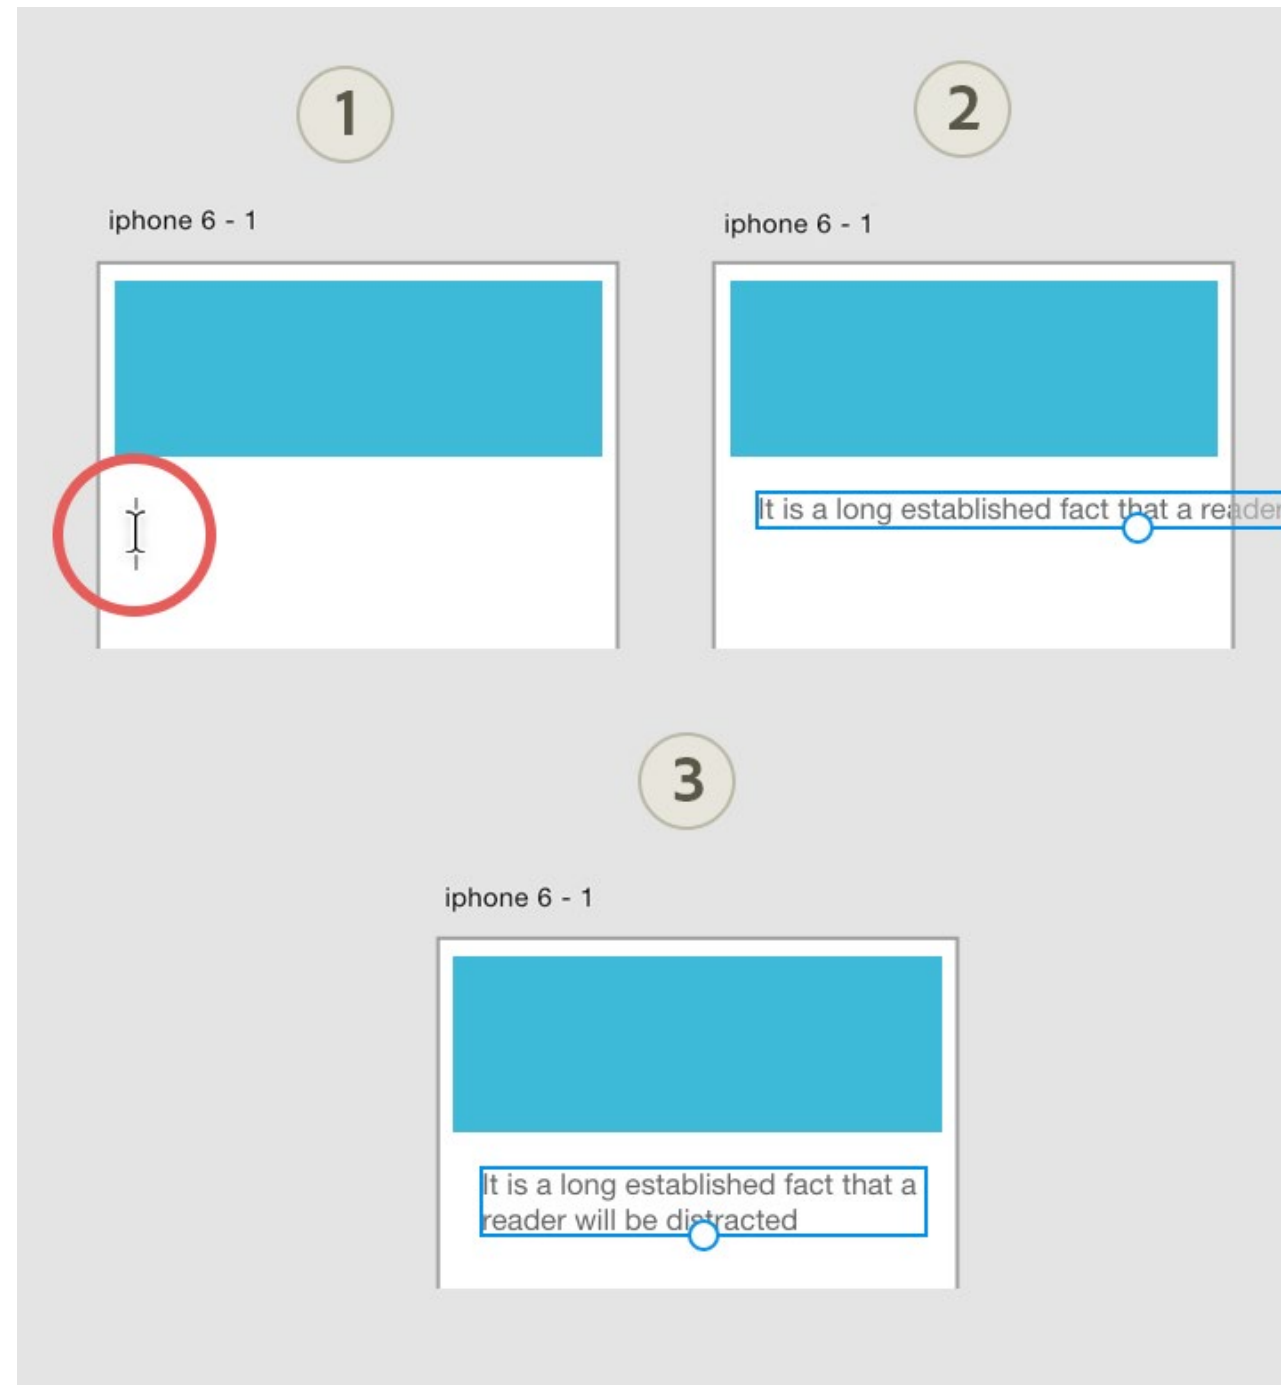 1
2
iphone 6 - 1
iphone 6 - 1
It is a long established fact that a reader
3
iphone 6 - 1
It is a long established fact that a
reader will be distracted